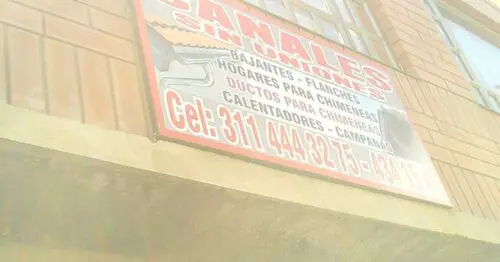 CANALES
SIN UNIONES
BAJANTES - FLANCHES
HOGARES PARA CHIMENEAS
DUCTOS PARA CHIMENEAS
CALENTADORES - CAMPANAS
Cel: 311 444 32 75 -